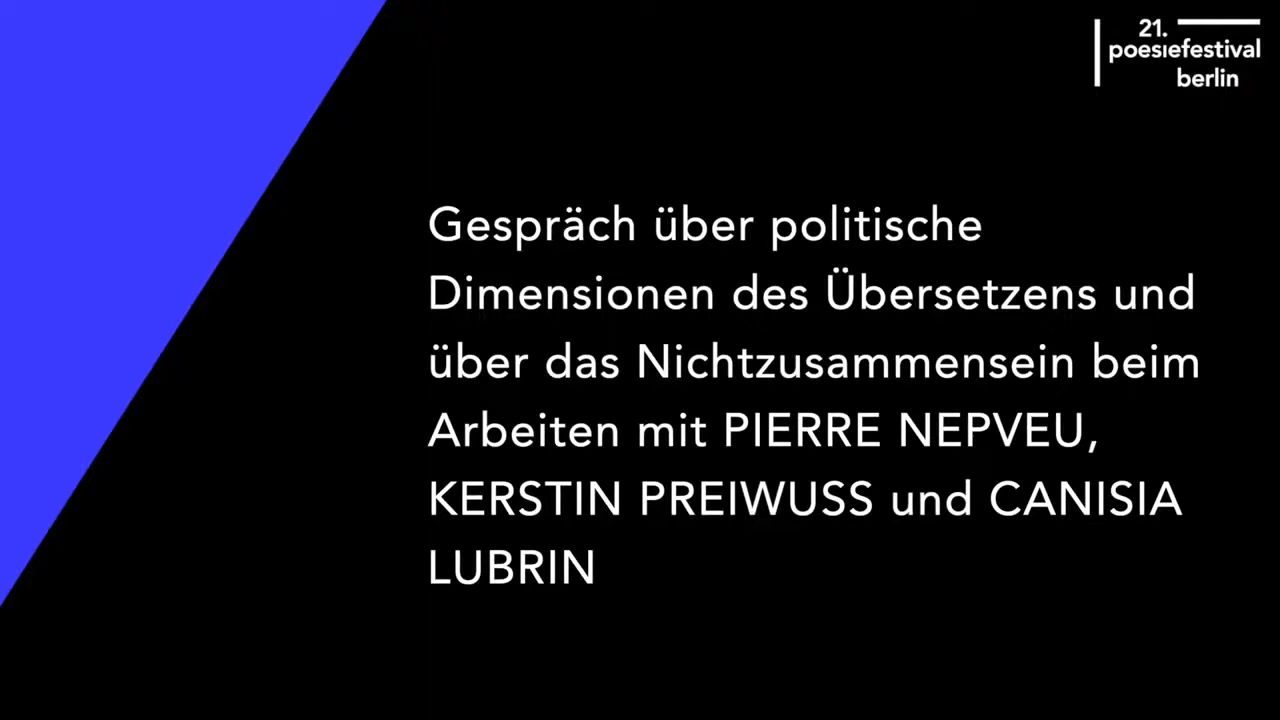 21.
poesiefestival
berlin
Gespräch über politische
Dimensionen des Übersetzens und
über das Nichtzusammensein beim
Arbeiten mit PIERRE NEPVEU,
KERSTIN PREIWUSS und CANISIA
LUBRIN